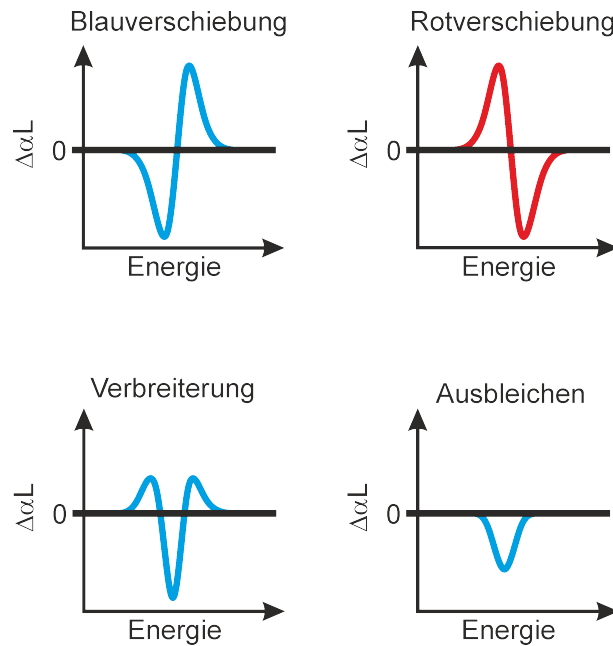 Blauverschiebung
Rotverschiebung
ΔαL
0
ΔαL
0
Energie
Energie
Verbreiterung
Ausbleichen
ΔαL
0
ΔαL
0
Energie
Energie